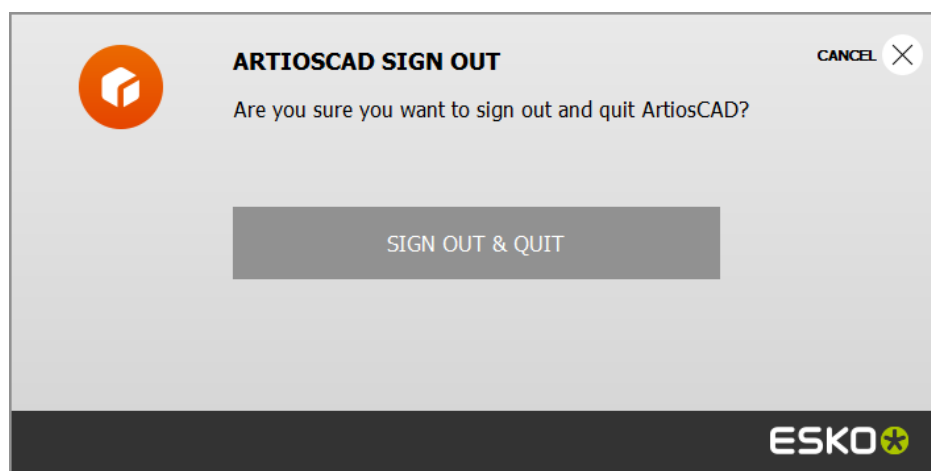 ARTIOSCAD SIGN OUT
CANCEL
Are you sure you want to sign out and quit ArtiosCAD?
SIGN OUT & QUIT
ESKO